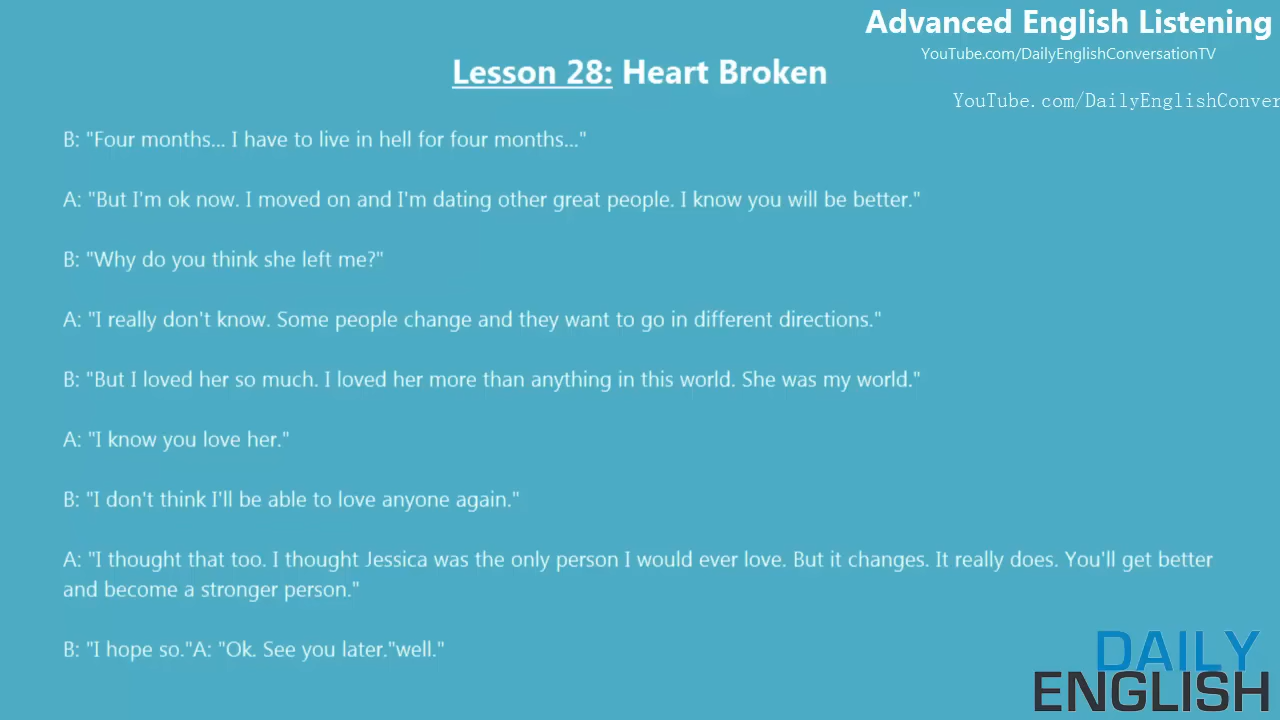 Advanced English Listening
YouTube.com/DailyEnglishConversationTV
Lesson 28: Heart Broken
YouTube.com/DailyEnglishConver
B: "Four months... I have to live in hell for four months..."
A: "But I'm ok now. I moved on and I'm dating other great people. I know you will be better."
B: "Why do you think she left me?"
A: "I really don't know. Some people change and they want to go in different directions."
B: "But I loved her so much. I loved her more than anything in this world. She was my world."
A: "I know you love her."
B: "I don't think I'll be able to love anyone again."
A: "I thought that too. I thought Jessica was the only person I would ever love. But it changes. It really does. You'll get better
and become a stronger person."
B: "I hope so."A: "Ok. See you later."well."
DAILY
ENGLISH